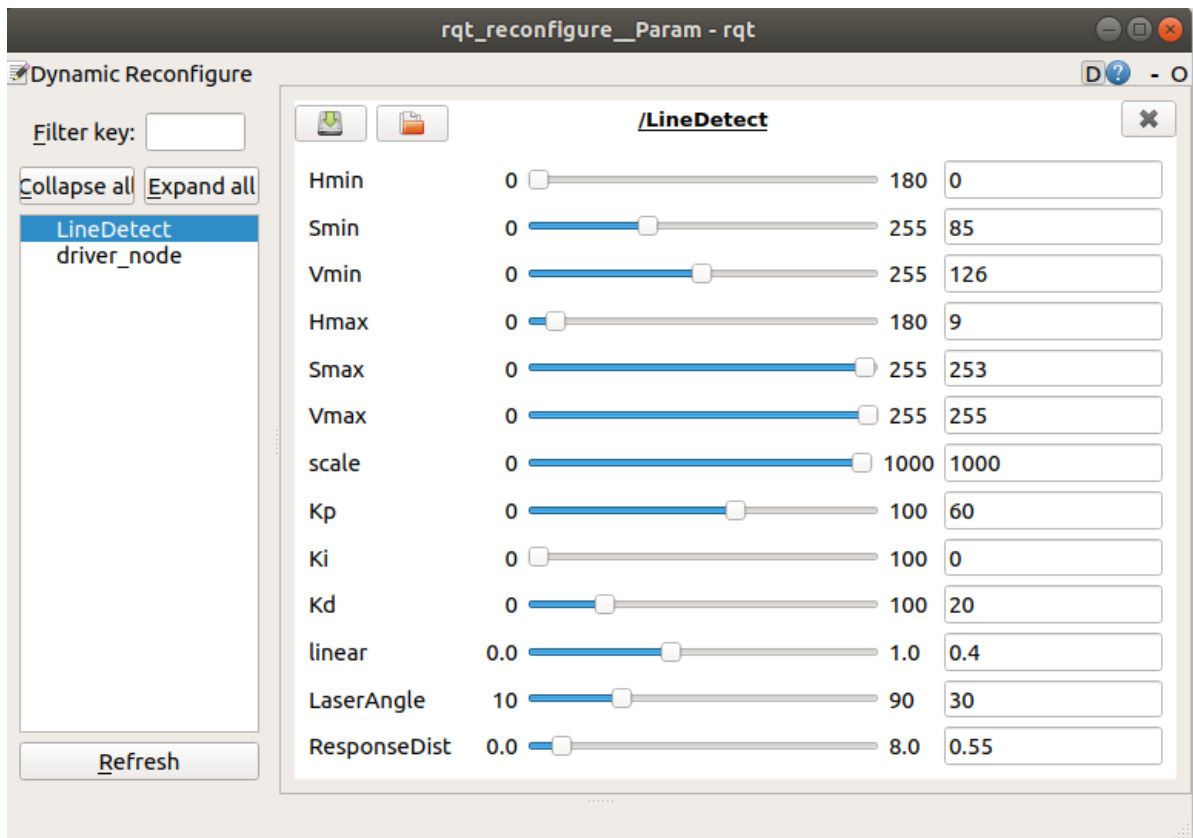 rqt_reconfigure__Param - rqt
Dynamic Reconfigure D ? - O
Filter key:
Collapse all Expand all
LineDetect
driver_node
Refresh
/LineDetect
Hmin 0 180 0
Smin 0 255 85
Vmin 0 255 126
Hmax 0 180 9
Smax 0 255 253
Vmax 0 255 255
scale 0 1000 1000
Kp 0 100 60
Ki 0 100 0
Kd 0 100 20
linear 0.0 1.0 0.4
LaserAngle 10 90 30
ResponseDist 0.0 8.0 0.55